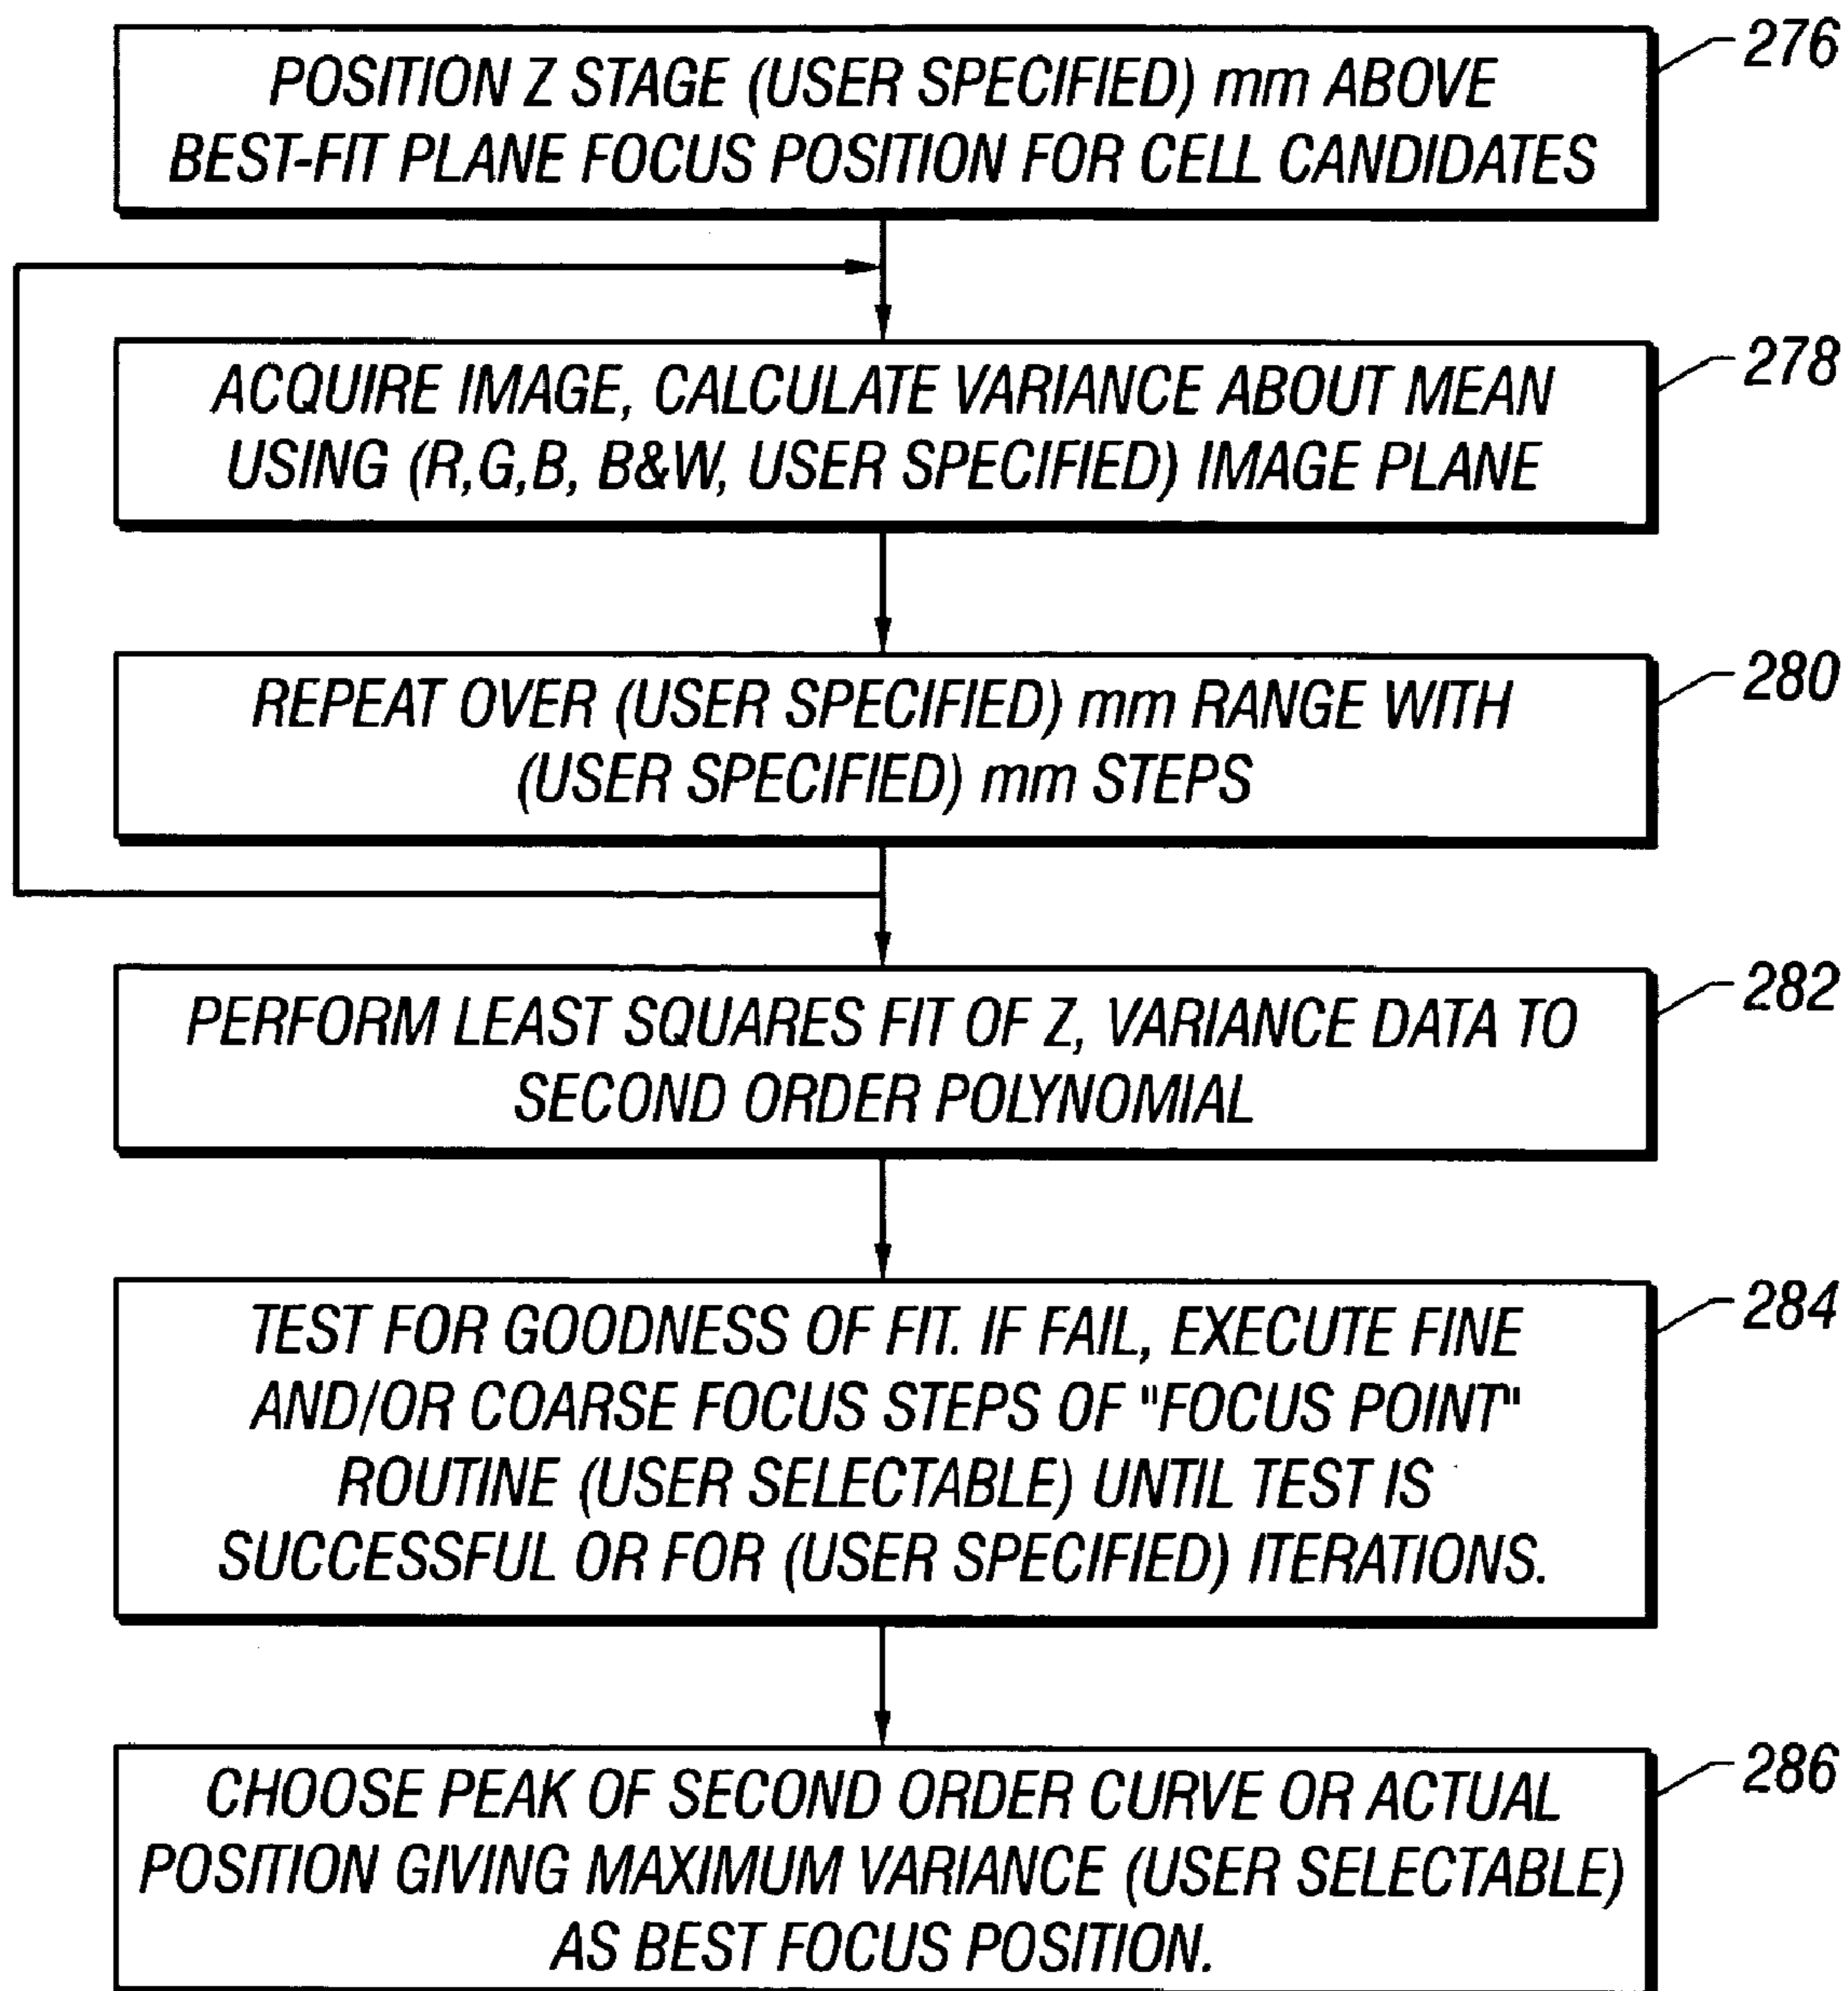 POSITION Z STAGE (USER SPECIFIED) mm ABOVE
BEST-FIT PLANE FOCUS POSITION FOR CELL CANDIDATES
276
ACQUIRE IMAGE, CALCULATE VARIANCE ABOUT MEAN
USING (R,G,B, B&W, USER SPECIFIED) IMAGE PLANE
278
REPEAT OVER (USER SPECIFIED) mm RANGE WITH
(USER SPECIFIED) mm STEPS
280
PERFORM LEAST SQUARES FIT OF Z, VARIANCE DATA TO
SECOND ORDER POLYNOMIAL
282
TEST FOR GOODNESS OF FIT. IF FAIL, EXECUTE FINE
AND/OR COARSE FOCUS STEPS OF "FOCUS POINT"
ROUTINE (USER SELECTABLE) UNTIL TEST IS
SUCCESSFUL OR FOR (USER SPECIFIED) ITERATIONS.
284
CHOOSE PEAK OF SECOND ORDER CURVE OR ACTUAL
POSITION GIVING MAXIMUM VARIANCE (USER SELECTABLE)
AS BEST FOCUS POSITION.
286